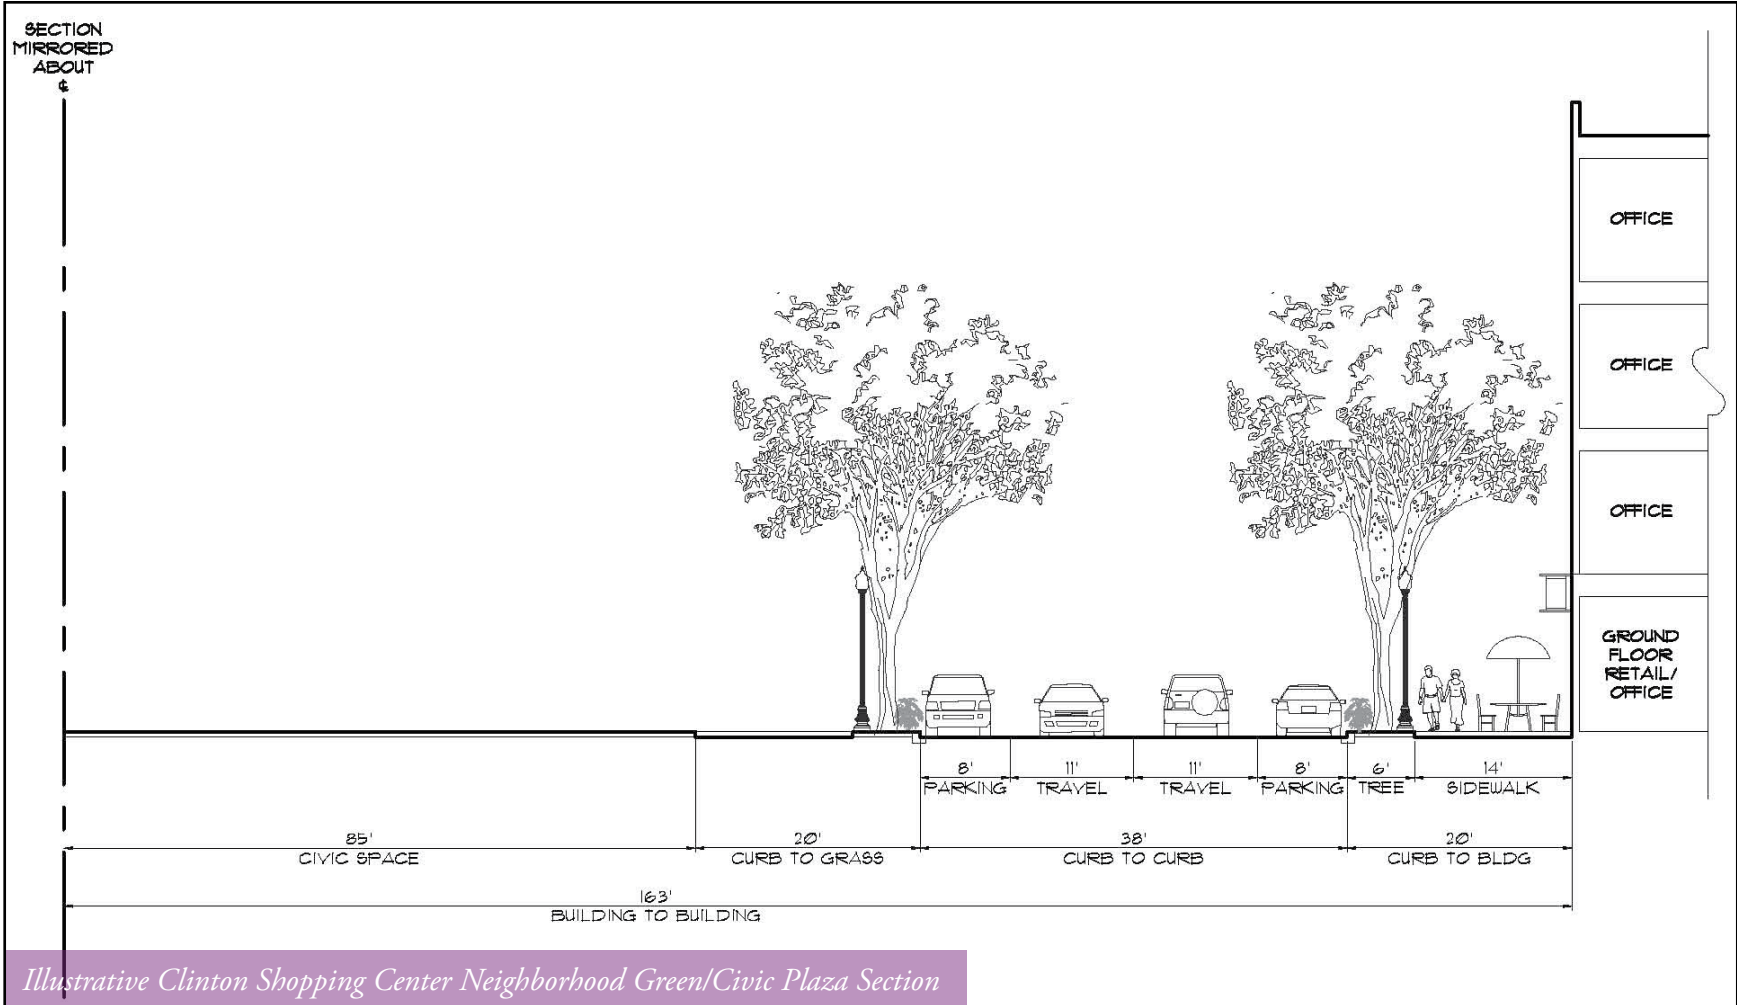 SECTION
MIRRORED
ABOUT
℄
OFFICE
OFFICE
OFFICE
GROUND
FLOOR
RETAIL/
OFFICE
8' 11' 11' 8' 6' 14'
PARKING TRAVEL TRAVEL PARKING TREE SIDEWALK
85' 20' 38' 20'
CIVIC SPACE CURB TO GRASS CURB TO CURB CURB TO BLDG
163'
BUILDING TO BUILDING
Illustrative Clinton Shopping Center Neighborhood Green/Civic Plaza Section